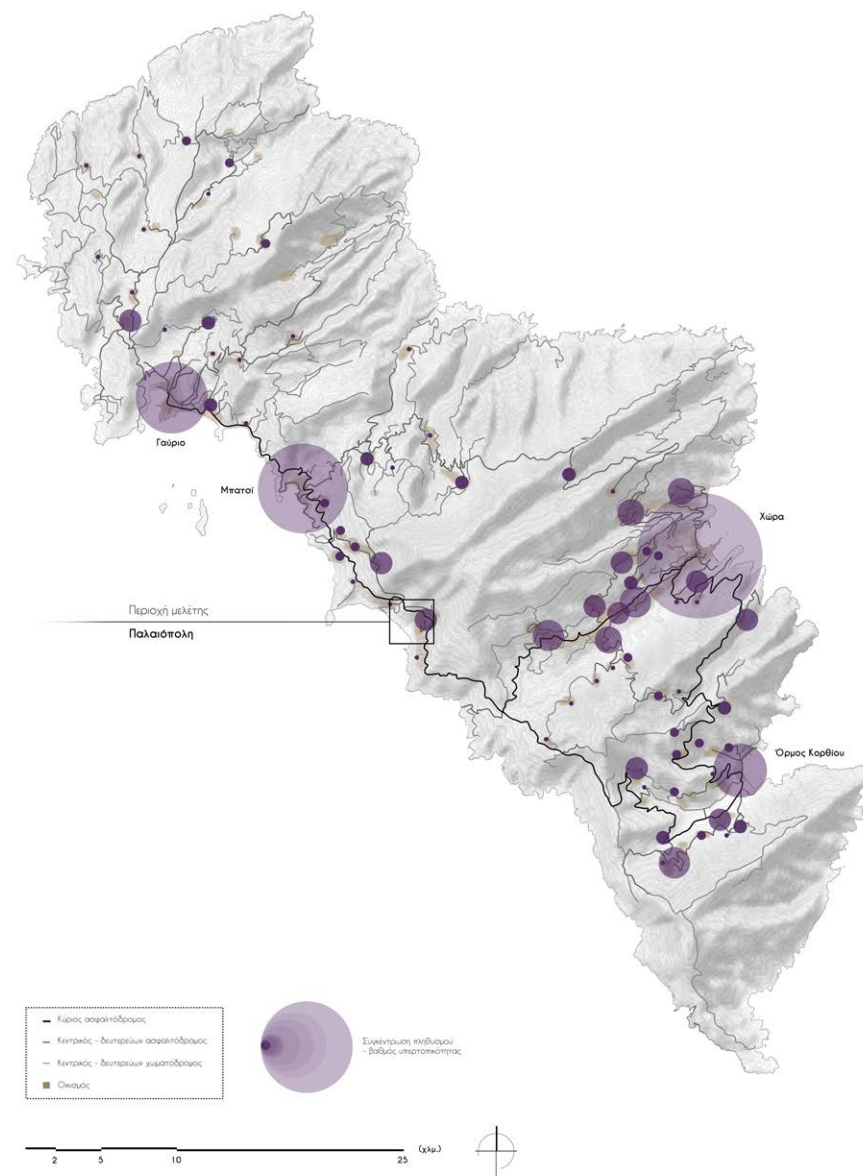 Γαύριο
Μπατσί
Χώρα
Περιοχή μελέτης
Παλαιόπολη
Όρμος Κορθίου
Κύριος ασφαλτόδρομος
Κεντρικός - δευτερεύων ασφαλτόδρομος
Κεντρικός - δευτερεύων χωματόδρομος
Οικισμός
Συγκέντρωση πληθυσμού
- βαθμός υπερτοπικότητας
(χλμ.)
2 5 10 25